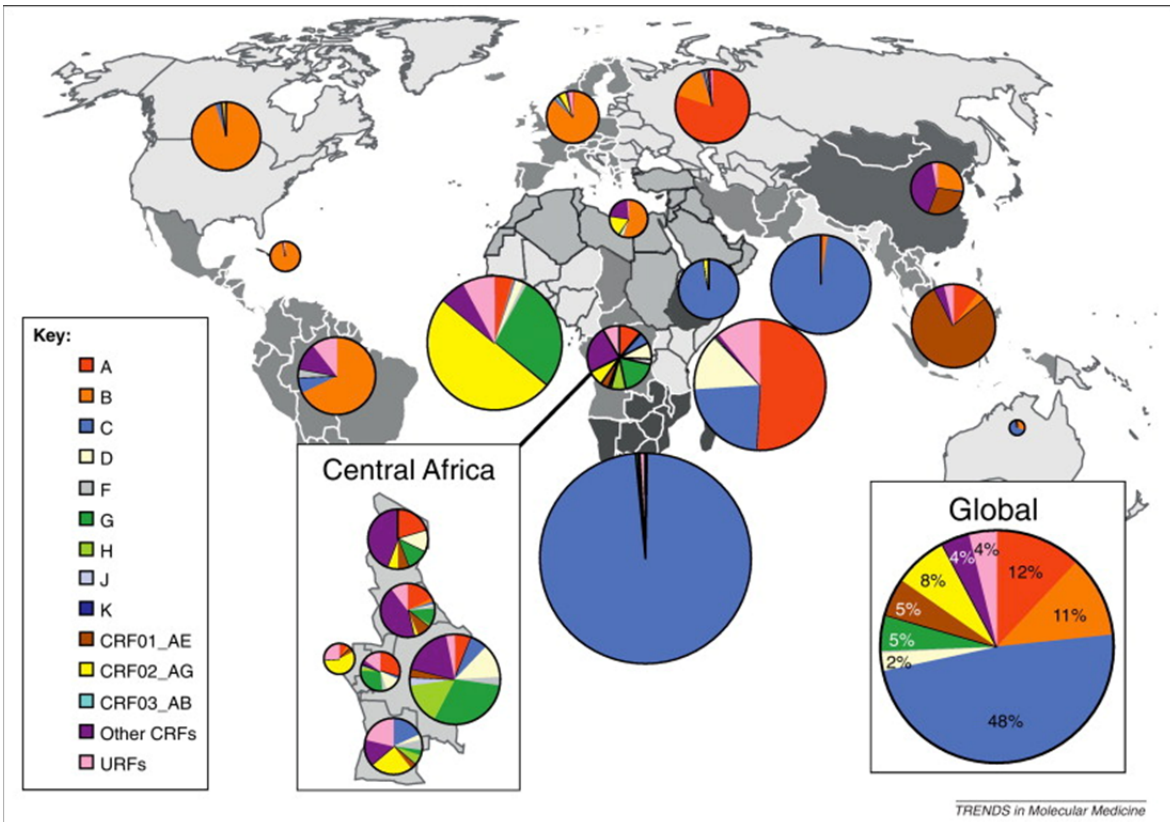 Key:
A
B
C
D
F
G
H
J
K
CRF01_AE
CRF02_AG
CRF03_AB
Other CRFs
URFs
Central Africa
Global
4%
4%
12%
8%
11%
5%
5%
2%
48%
TRENDS in Molecular Medicine